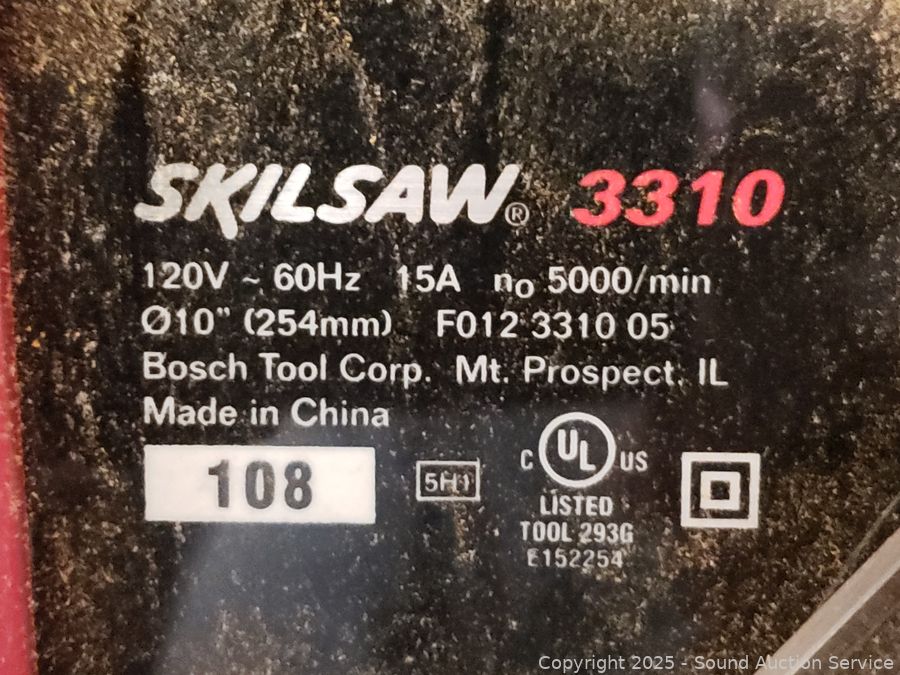 SKILSAW® 3310
120V ~ 60Hz 15A n₀ 5000/min
Ø10" (254mm) F012 3310 05
Bosch Tool Corp. Mt. Prospect, IL
Made in China
108
5H1
C UL US
LISTED
TOOL 293G
E152254
Copyright 2025 - Sound Auction Service